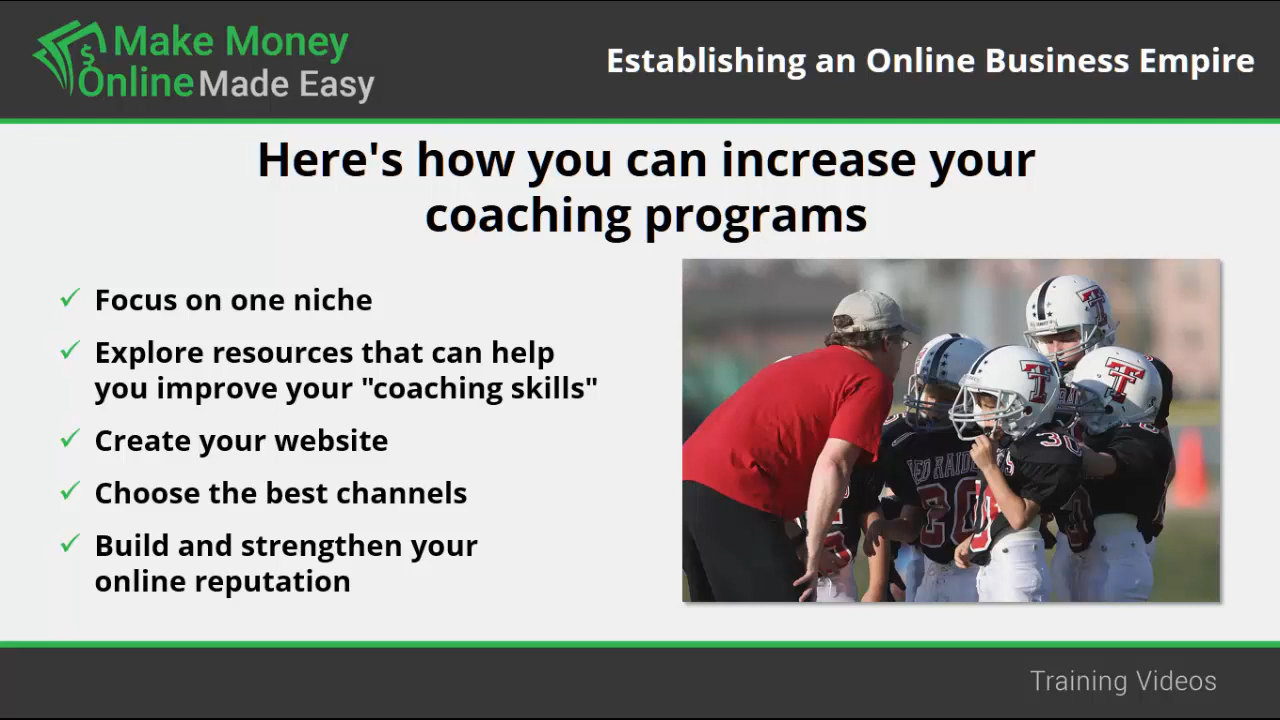 Make Money
Online Made Easy
Establishing an Online Business Empire
Here's how you can increase your
coaching programs
Focus on one niche
Explore resources that can help
you improve your "coaching skills"
Create your website
Choose the best channels
Build and strengthen your
online reputation
T
T
T
30
20
Training Videos